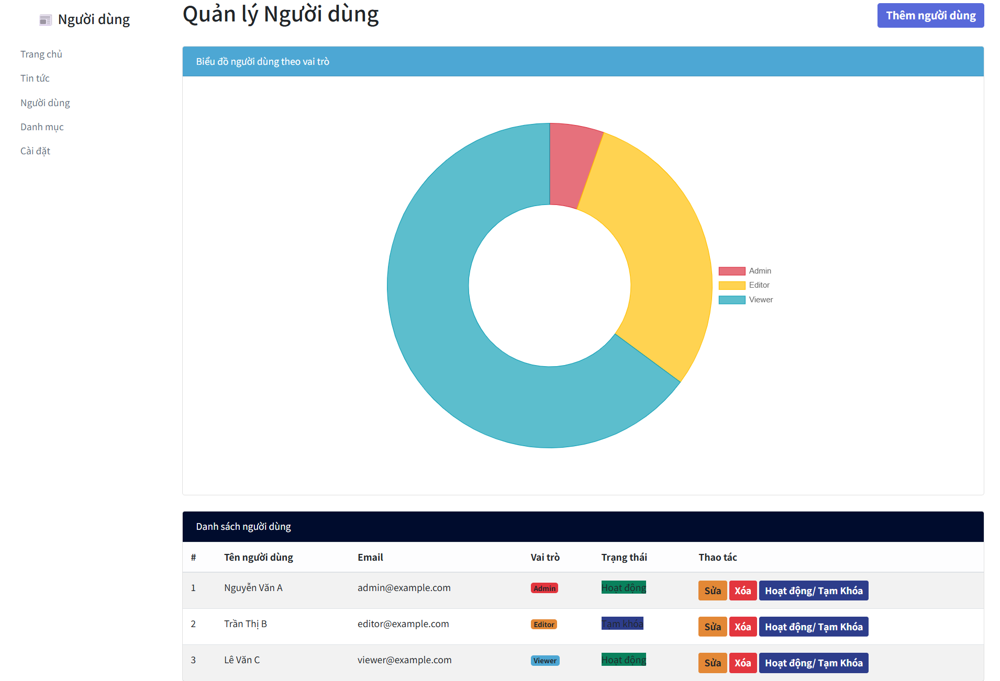 Người dùng
Trang chủ
Tin tức
Người dùng
Danh mục
Cài đặt
Quản lý Người dùng
Thêm người dùng
Biểu đồ người dùng theo vai trò
Admin
Editor
Viewer
Danh sách người dùng
# Tên người dùng Email Vai trò Trạng thái Thao tác
1 Nguyễn Văn A admin@example.com Admin Hoạt động Sửa Xóa Hoạt động/ Tạm Khóa
2 Trần Thị B editor@example.com Editor Tạm khóa Sửa Xóa Hoạt động/ Tạm Khóa
3 Lê Văn C viewer@example.com Viewer Hoạt động Sửa Xóa Hoạt động/ Tạm Khóa